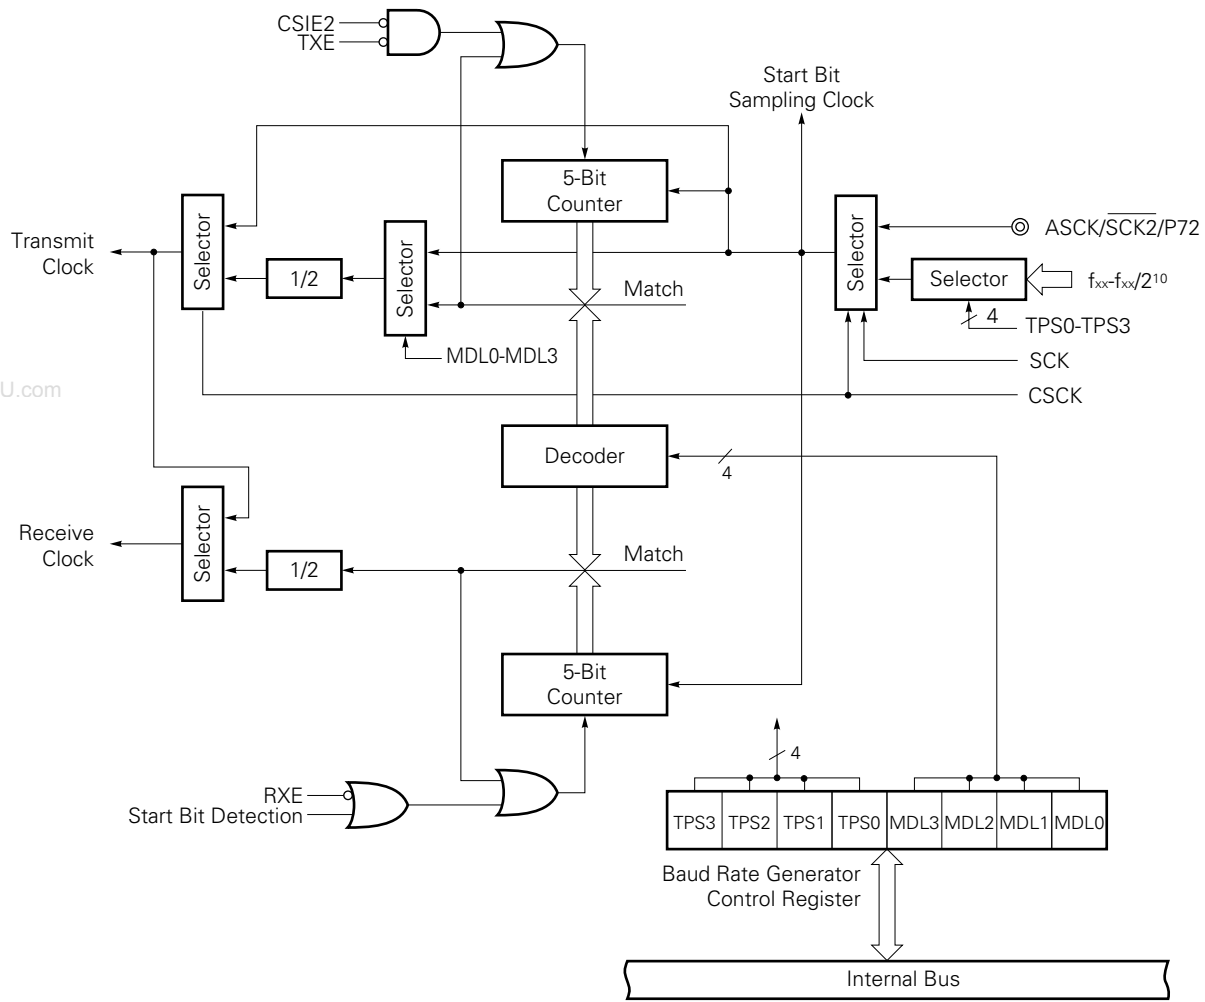 CSIE2
TXE
Start Bit
Sampling Clock
5-Bit
Counter
Selector
Selector
Selector
ASCK/SCK2/P72
Transmit
Clock
1/2
Selector
fxx-fxx/2¹⁰
Match
4
TPS0-TPS3
MDL0-MDL3
SCK
U.com
CSCK
Decoder
4
Selector
Receive
Clock
1/2
Match
5-Bit
Counter
4
RXE
Start Bit Detection
TPS3 TPS2 TPS1 TPS0 MDL3 MDL2 MDL1 MDL0
Baud Rate Generator
Control Register
Internal Bus